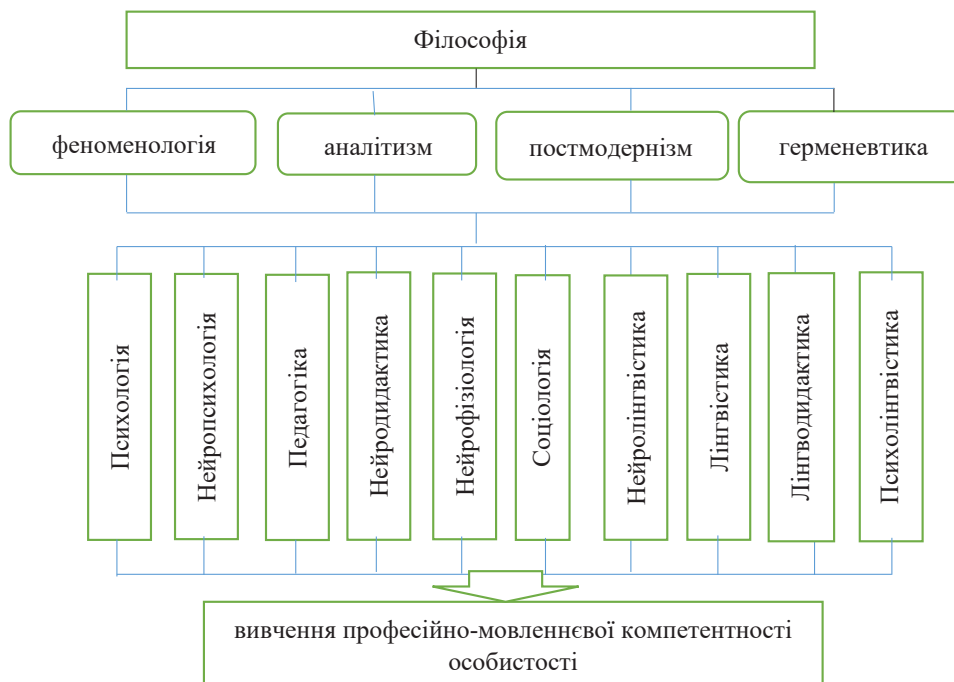 Філософія
феноменологія
аналітизм
постмодернізм
герменевтика
Психологія
Нейропсихологія
Педагогіка
Нейродидактика
Нейрофізіологія
Соціологія
Нейролінгвістика
Лінгвістика
Лінгводидактика
Психолінгвістика
вивчення професійно-мовленнєвої компетентності
особистості